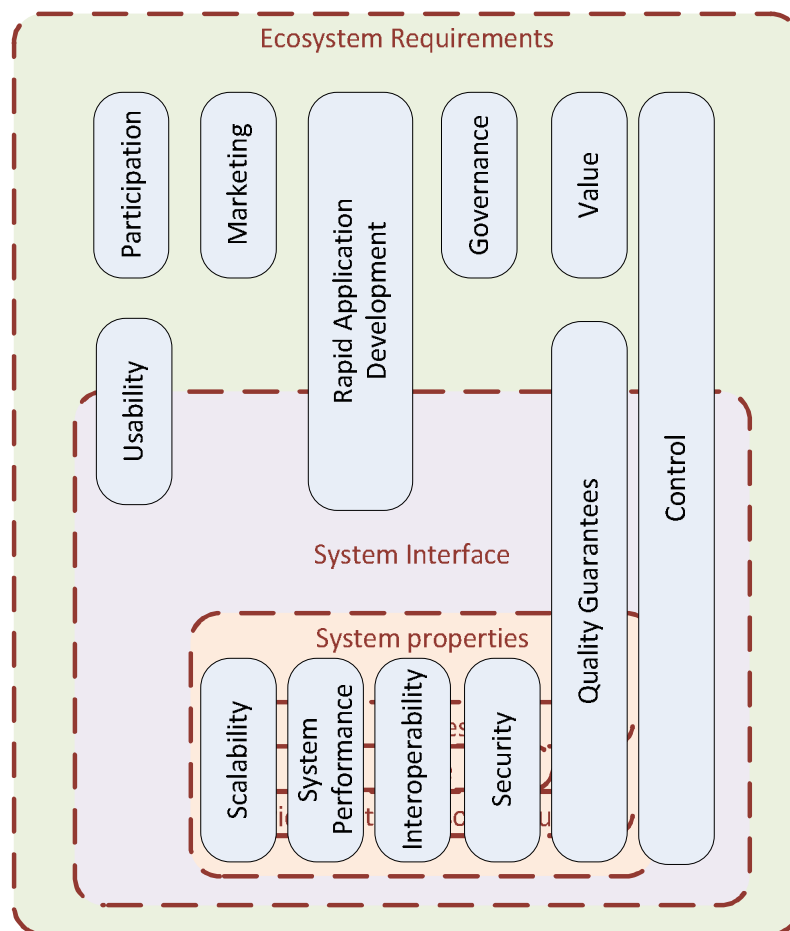 Ecosystem Requirements
Participation
Marketing
Rapid Application
Development
Governance
Value
Control
Usability
Quality Guarantees
System Interface
System properties
Scalability
System
Performance
Interoperability
Security